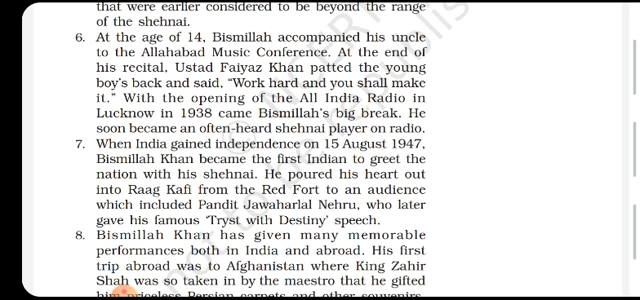 that were earlier considered to be beyond the range
of the shehnai.
6. At the age of 14, Bismillah accompanied his uncle
to the Allahabad Music Conference. At the end of
his recital, Ustad Faiyaz Khan patted the young
boy's back and said, "Work hard and you shall make
it." With the opening of the All India Radio in
Lucknow in 1938 came Bismillah's big break. He
soon became an often-heard shehnai player on radio.
7. When India gained independence on 15 August 1947,
Bismillah Khan became the first Indian to greet the
nation with his shehnai. He poured his heart out
into Raag Kafi from the Red Fort to an audience
which included Pandit Jawaharlal Nehru, who later
gave his famous 'Tryst with Destiny' speech.
8. Bismillah Khan has given many memorable
performances both in India and abroad. His first
trip abroad was to Afghanistan where King Zahir
Shah was so taken in by the maestro that he gifted
him priceless Persian carpets and other souvenirs.